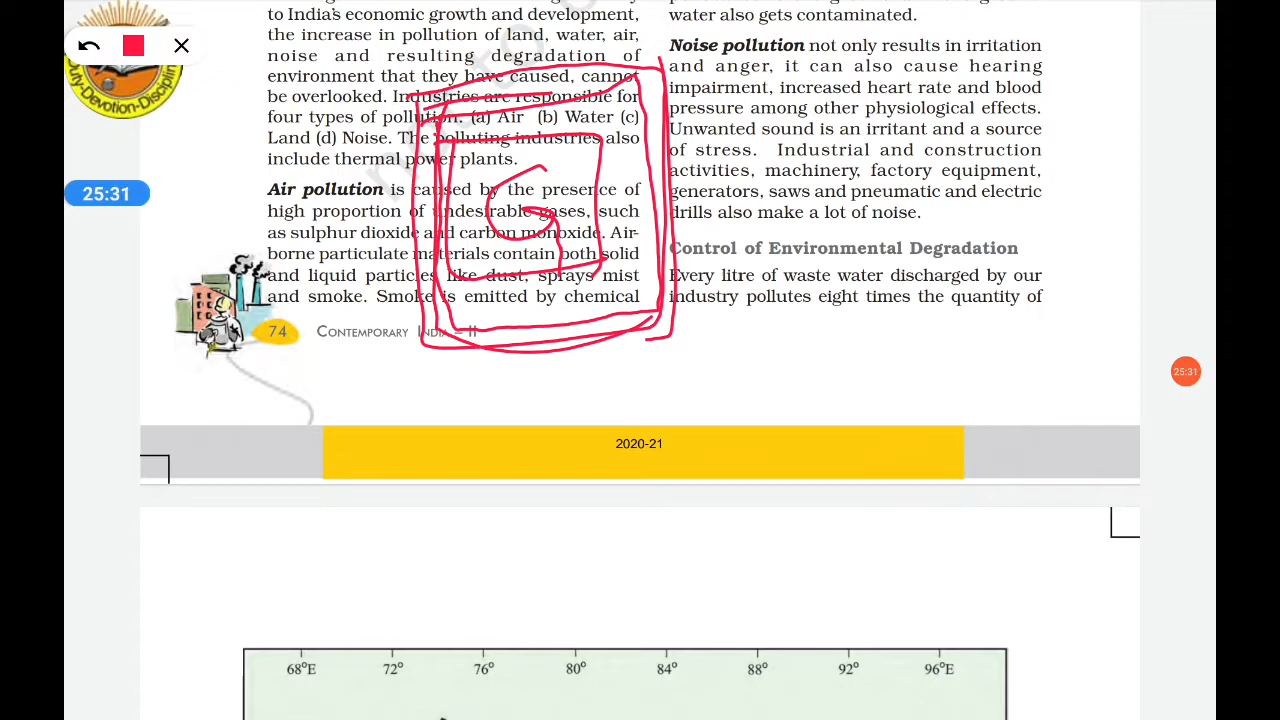 to India's economic growth and development,
the increase in pollution of land, water, air,
noise and resulting degradation of
environment that they have caused, cannot
be overlooked. Industries are responsible for
four types of pollution: (a) Air (b) Water (c)
Land (d) Noise. The polluting industries also
include thermal power plants.
Air pollution is caused by the presence of
high proportion of undesirable gases, such
as sulphur dioxide and carbon monoxide. Air-
borne particulate materials contain both solid
and liquid particles like dust, sprays mist
and smoke. Smoke is emitted by chemical
74 CONTEMPORARY INDIA – II
water also gets contaminated.
Noise pollution not only results in irritation
and anger, it can also cause hearing
impairment, increased heart rate and blood
pressure among other physiological effects.
Unwanted sound is an irritant and a source
of stress. Industrial and construction
activities, machinery, factory equipment,
generators, saws and pneumatic and electric
drills also make a lot of noise.
Control of Environmental Degradation
Every litre of waste water discharged by our
industry pollutes eight times the quantity of
Duty-Devotion-Discipline
25:31
25:31
G
2020-21
68°E 72° 76° 80° 84° 88° 92° 96°E